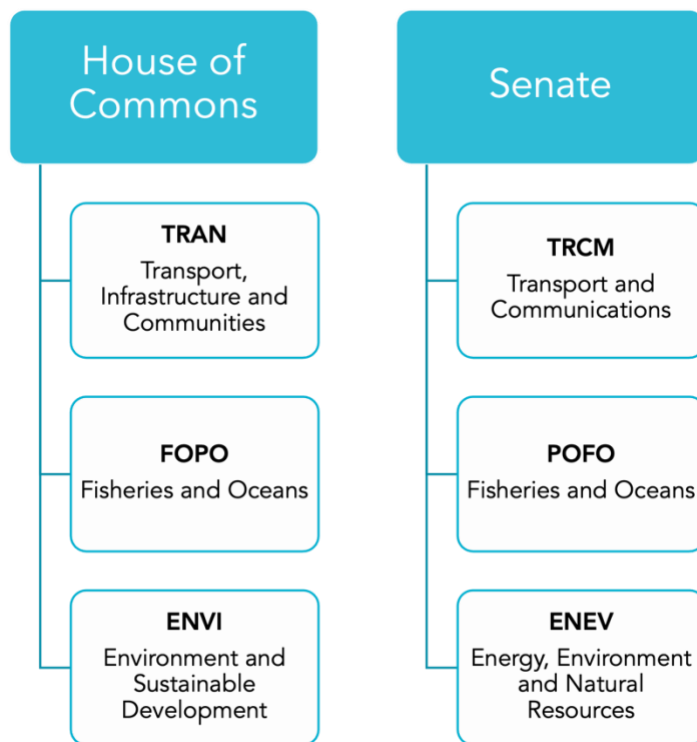 House of
Commons
TRAN
Transport,
Infrastructure and
Communities
FOPO
Fisheries and Oceans
ENVI
Environment and
Sustainable
Development
Senate
TRCM
Transport and
Communications
POFO
Fisheries and Oceans
ENEV
Energy, Environment
and Natural
Resources